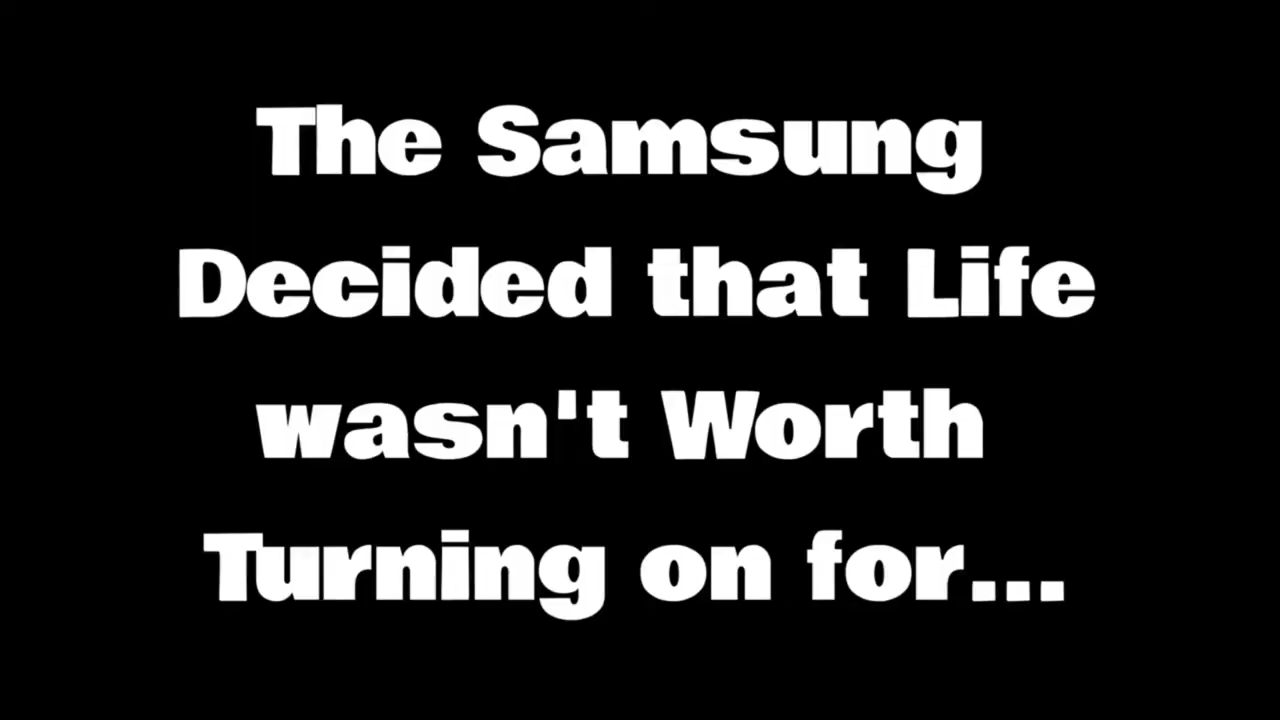 The Samsung
Decided that Life
wasn't Worth
Turning on for...